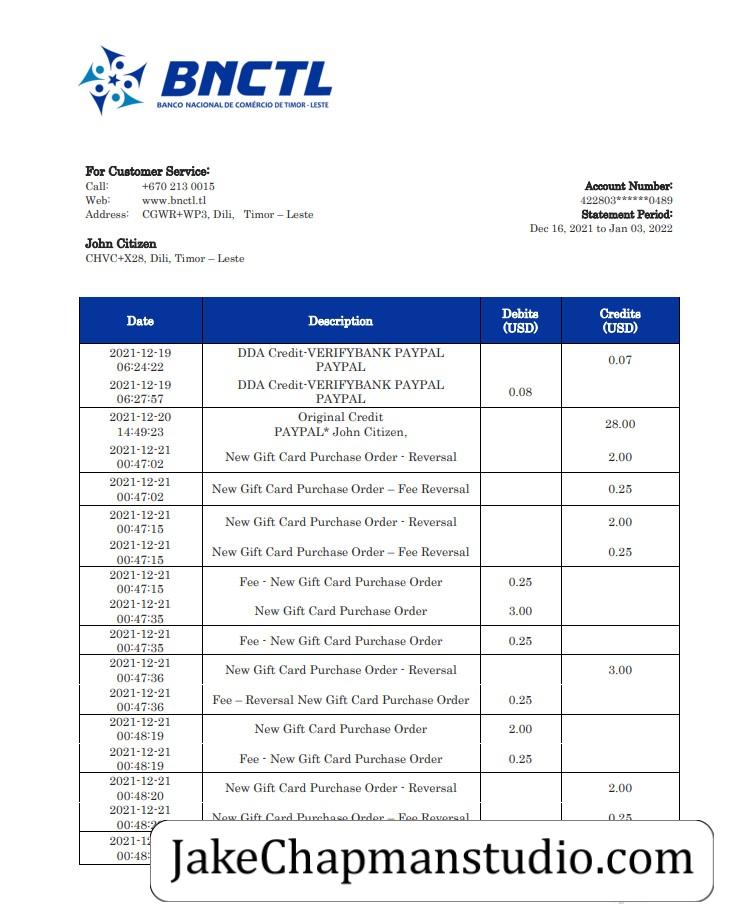 BNCTL
BANCO NACIONAL DE COMÉRCIO DE TIMOR - LESTE
For Customer Service:
Call: +670 213 0015
Web: www.bnctl.tl
Address: CGWR+WP3, Dili, Timor – Leste
Account Number:
422803******0489
Statement Period:
Dec 16, 2021 to Jan 03, 2022
John Citizen
CHVC+X28, Dili, Timor – Leste
Date Description Debits (USD) Credits (USD)
2021-12-19 06:24:22 DDA Credit-VERIFYBANK PAYPAL PAYPAL 0.07
2021-12-19 06:27:57 DDA Credit-VERIFYBANK PAYPAL PAYPAL 0.08
2021-12-20 14:49:23 Original Credit PAYPAL* John Citizen, 28.00
2021-12-21 00:47:02 New Gift Card Purchase Order - Reversal 2.00
2021-12-21 00:47:02 New Gift Card Purchase Order – Fee Reversal 0.25
2021-12-21 00:47:15 New Gift Card Purchase Order - Reversal 2.00
2021-12-21 00:47:15 New Gift Card Purchase Order – Fee Reversal 0.25
2021-12-21 00:47:15 Fee - New Gift Card Purchase Order 0.25
2021-12-21 00:47:35 New Gift Card Purchase Order 3.00
2021-12-21 00:47:35 Fee - New Gift Card Purchase Order 0.25
2021-12-21 00:47:36 New Gift Card Purchase Order - Reversal 3.00
2021-12-21 00:47:36 Fee – Reversal New Gift Card Purchase Order 0.25
2021-12-21 00:48:19 New Gift Card Purchase Order 2.00
2021-12-21 00:48:19 Fee - New Gift Card Purchase Order 0.25
2021-12-21 00:48:20 New Gift Card Purchase Order - Reversal 2.00
2021-12-21 New Gift Card Purchase Order – Fee Reversal 0.25
JakeChapmanstudio.com